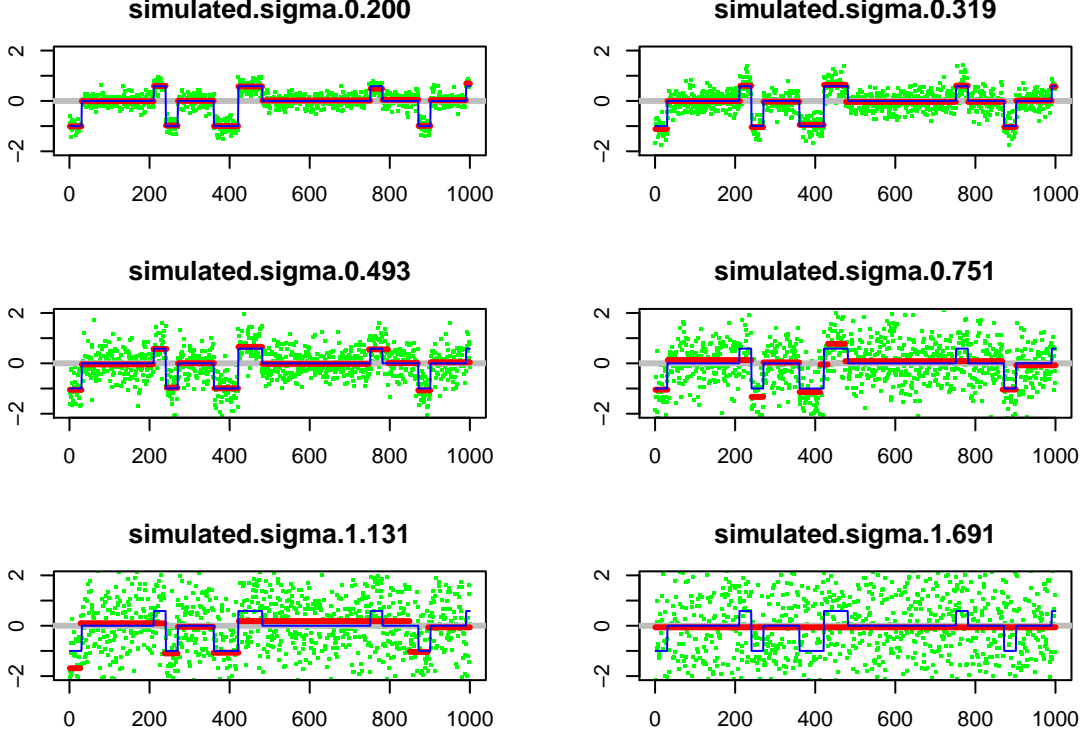 simulated.sigma.0.200
simulated.sigma.0.319
2
0
−2
0 200 400 600 800 1000
2
0
−2
0 200 400 600 800 1000
simulated.sigma.0.493
simulated.sigma.0.751
2
0
−2
0 200 400 600 800 1000
2
0
−2
0 200 400 600 800 1000
simulated.sigma.1.131
simulated.sigma.1.691
2
0
−2
0 200 400 600 800 1000
2
0
−2
0 200 400 600 800 1000